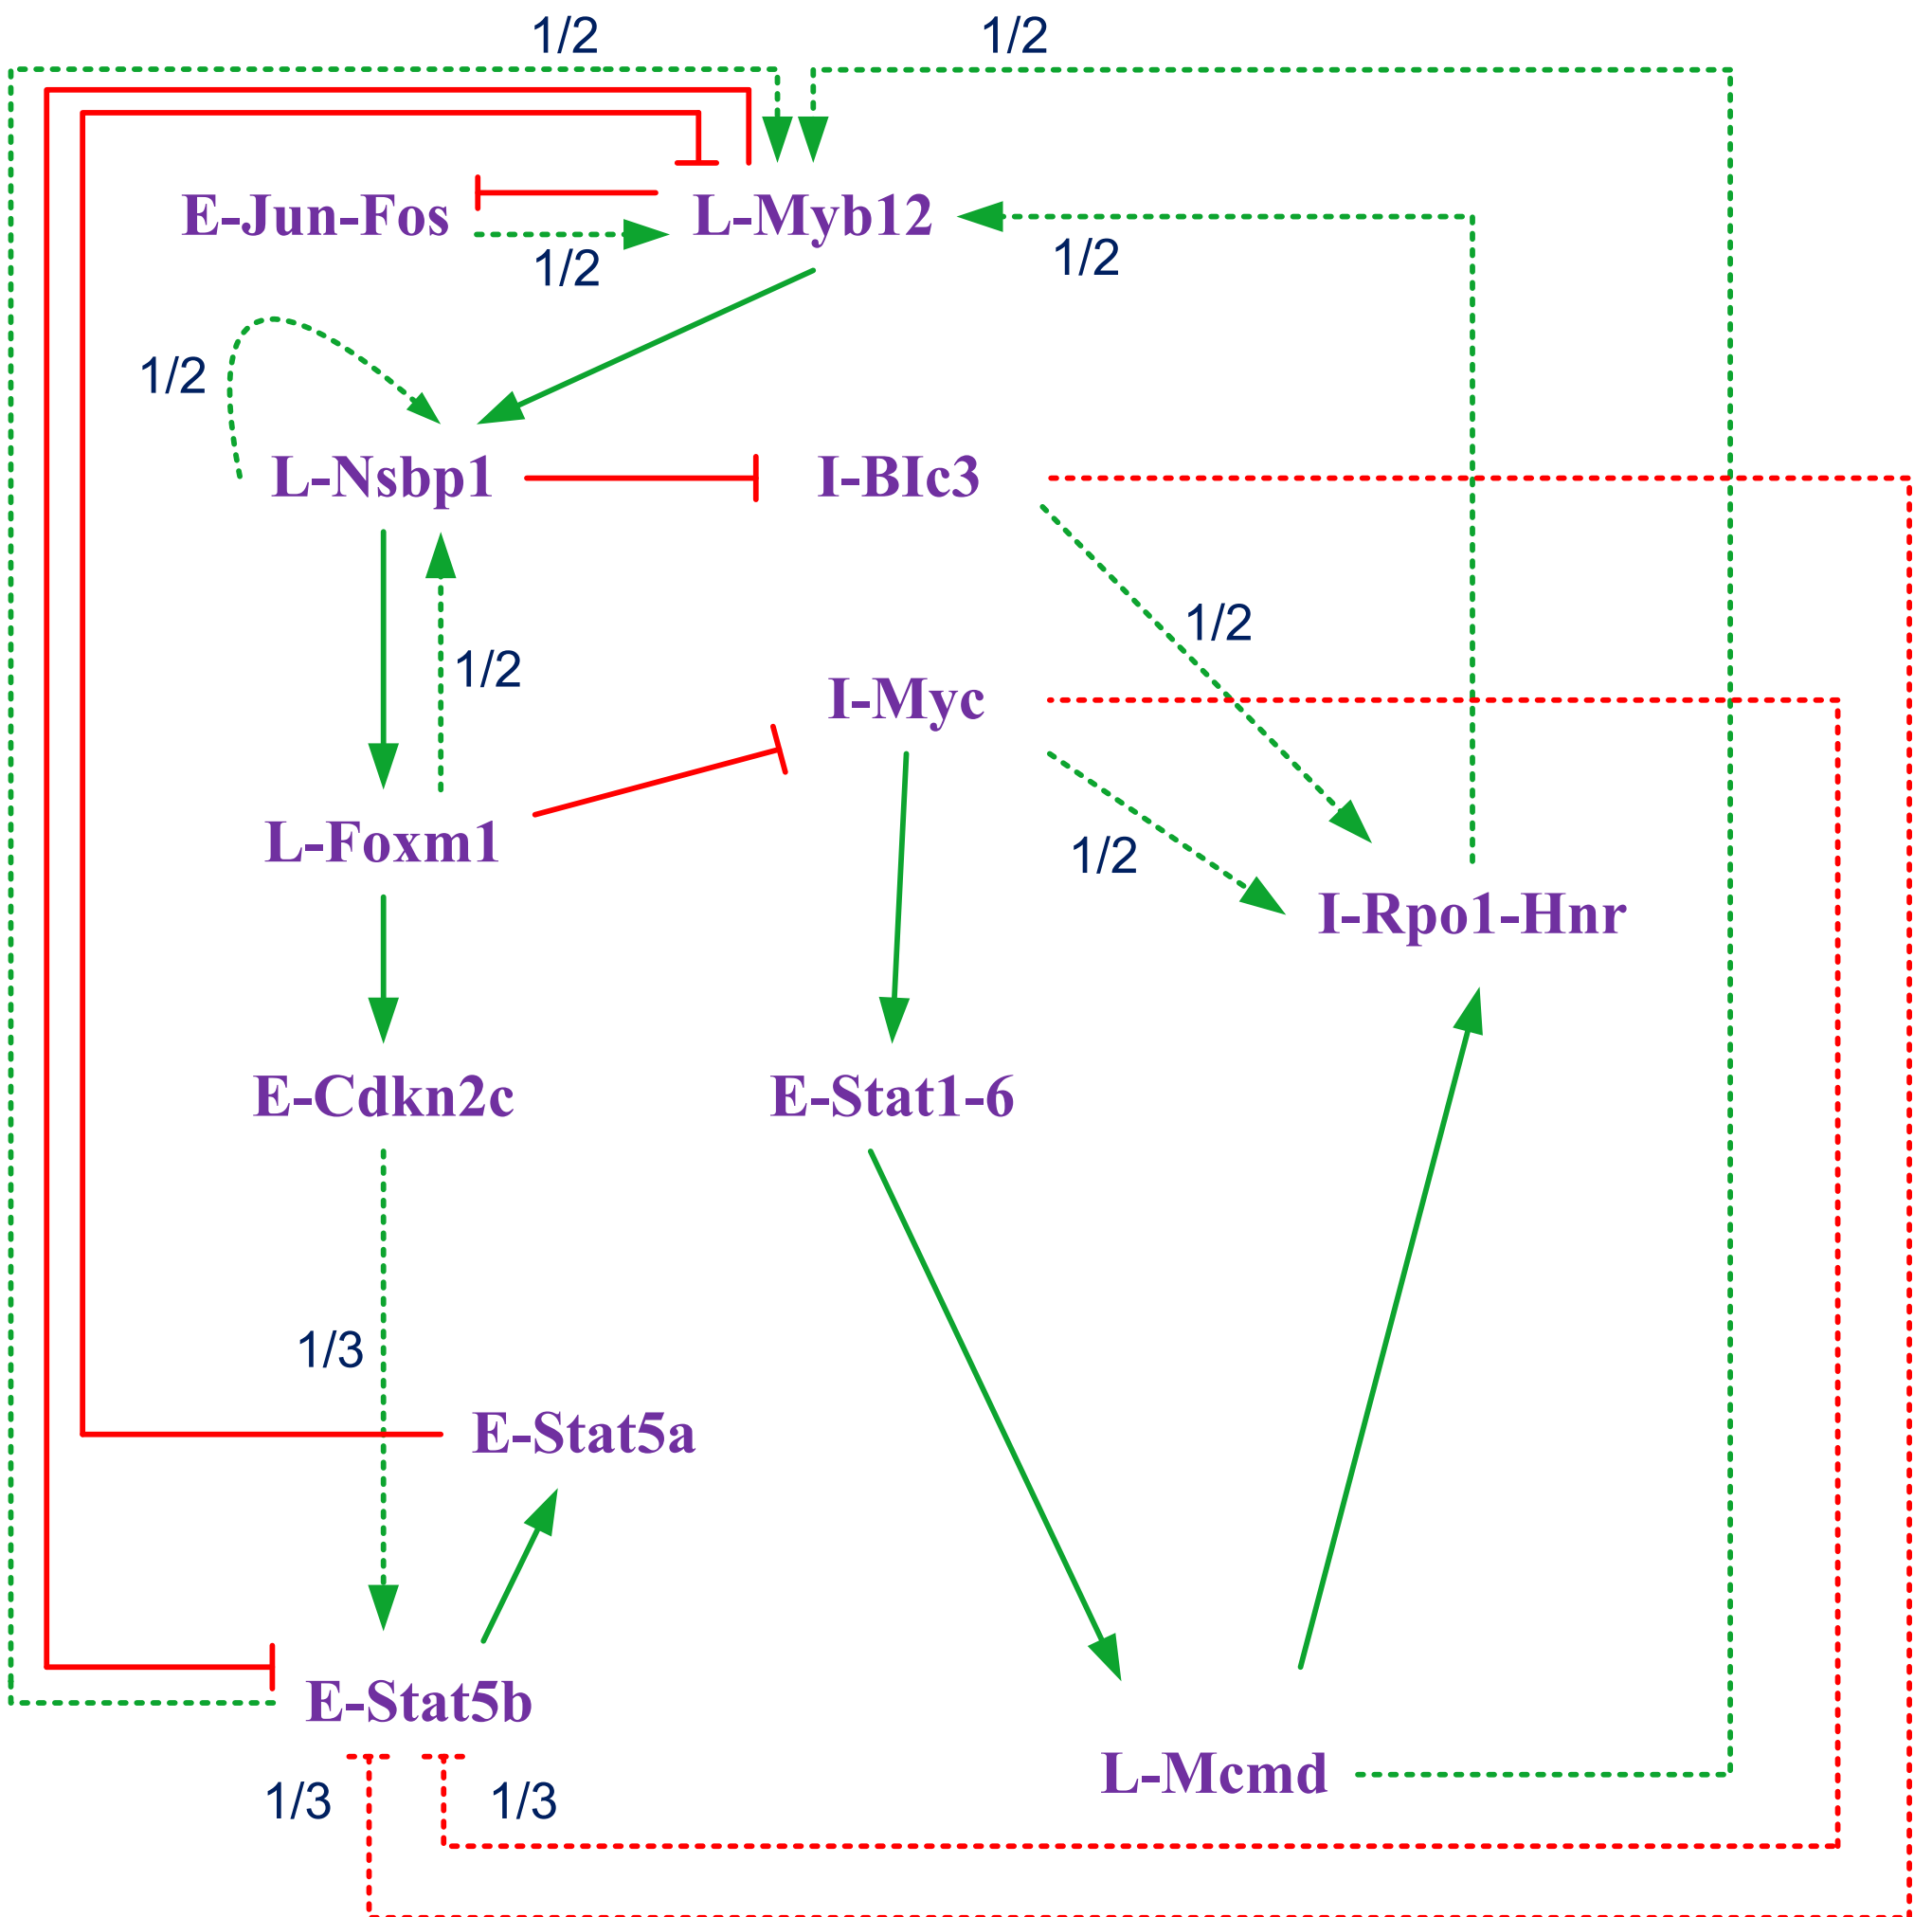 1/2
1/2
E-Jun-Fos
L-Myb12
1/2
1/2
1/2
L-Nsbp1
I-BIc3
1/2
1/2
I-Myc
L-Foxm1
1/2
I-Rpo1-Hnr
E-Cdkn2c
E-Stat1-6
1/3
E-Stat5a
E-Stat5b
L-Mcmd
1/3
1/3